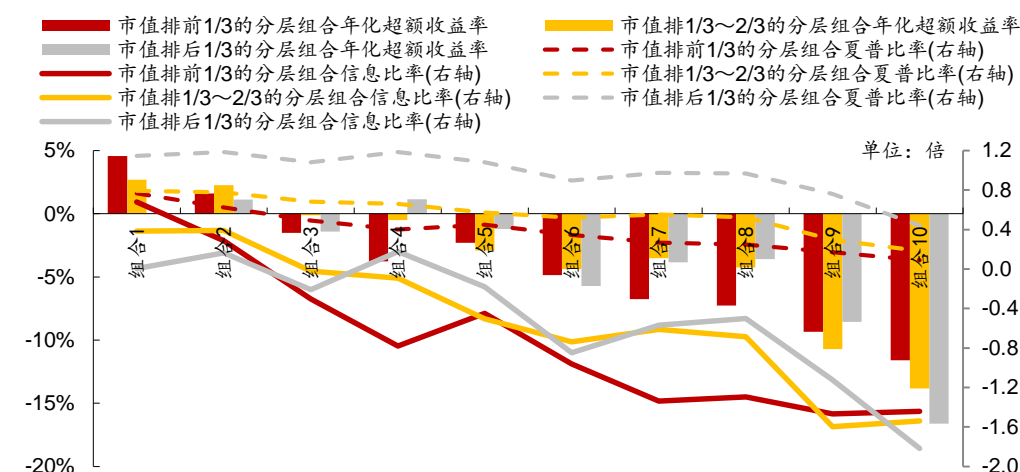 市值排前1/3的分层组合年化超额收益率
市值排1/3～2/3的分层组合年化超额收益率
市值排后1/3的分层组合年化超额收益率
市值排前1/3的分层组合夏普比率(右轴)
市值排前1/3的分层组合信息比率(右轴)
市值排1/3～2/3的分层组合夏普比率(右轴)
市值排1/3～2/3的分层组合信息比率(右轴)
市值排后1/3的分层组合夏普比率(右轴)
市值排后1/3的分层组合信息比率(右轴)
单位：倍
5%
0%
-5%
-10%
-15%
-20%
1.2
0.8
0.4
0.0
-0.4
-0.8
-1.2
-1.6
-2.0
组合1
组合2
组合3
组合4
组合5
组合6
组合7
组合8
组合9
组合10